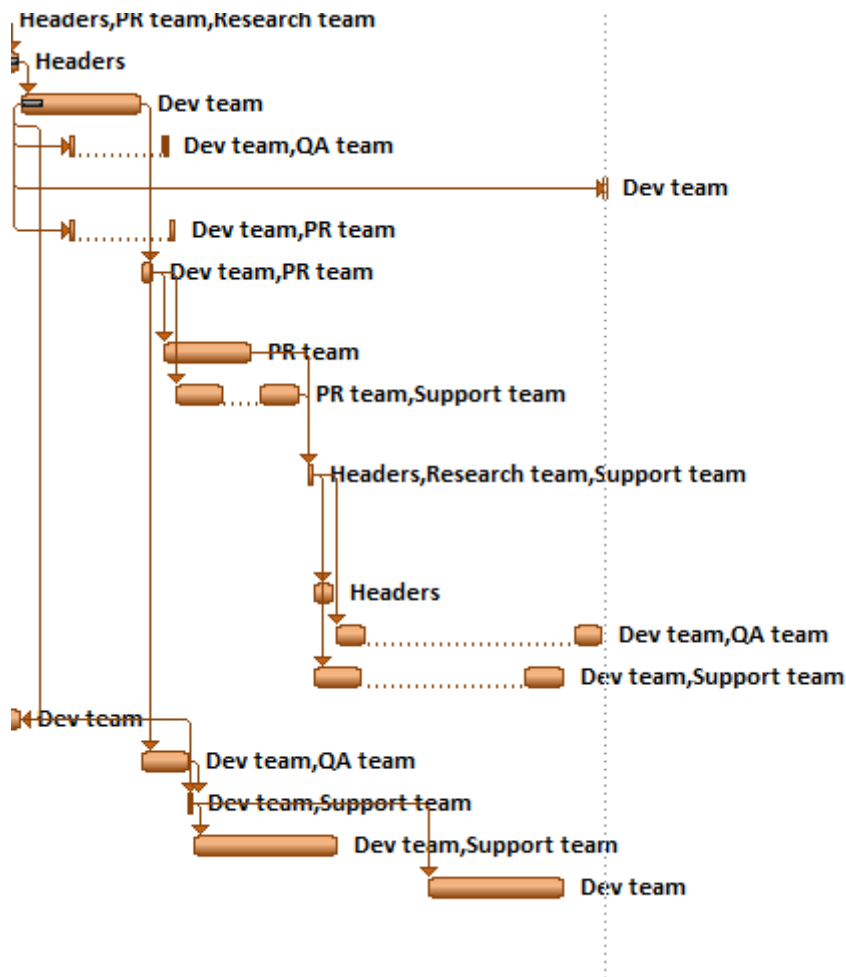 Headers,PR team,Research team
Headers
Dev team
Dev team,QA team
Dev team
Dev team,PR team
Dev team,PR team
PR team
PR team,Support team
Headers,Research team,Support team
Headers
Dev team,QA team
Dev team,Support team
Dev team
Dev team,QA team
Dev team,Support team
Dev team,Support team
Dev team